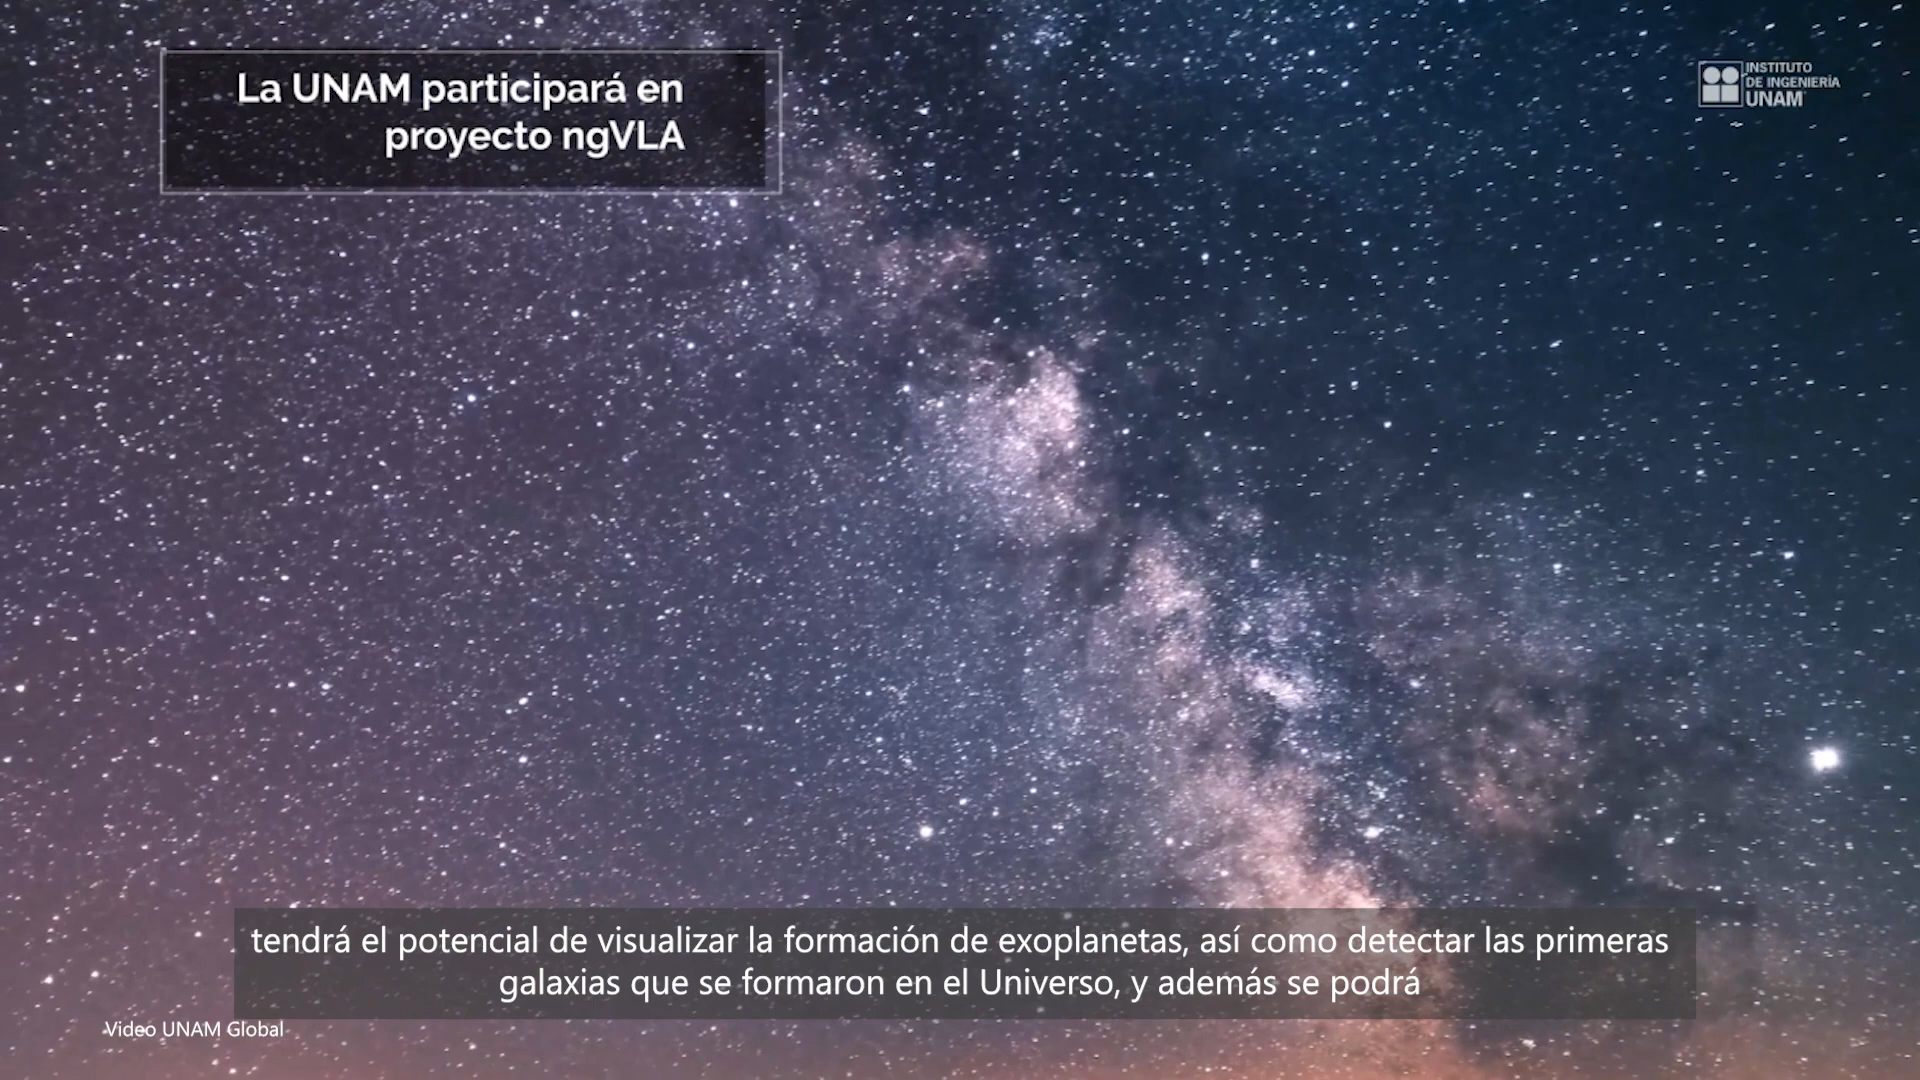 La UNAM participará en
proyecto ngVLA
INSTITUTO
DE INGENIERÍA
UNAM
tendrá el potencial de visualizar la formación de exoplanetas, así como detectar las primeras
galaxias que se formaron en el Universo, y además se podrá
Video UNAM Global